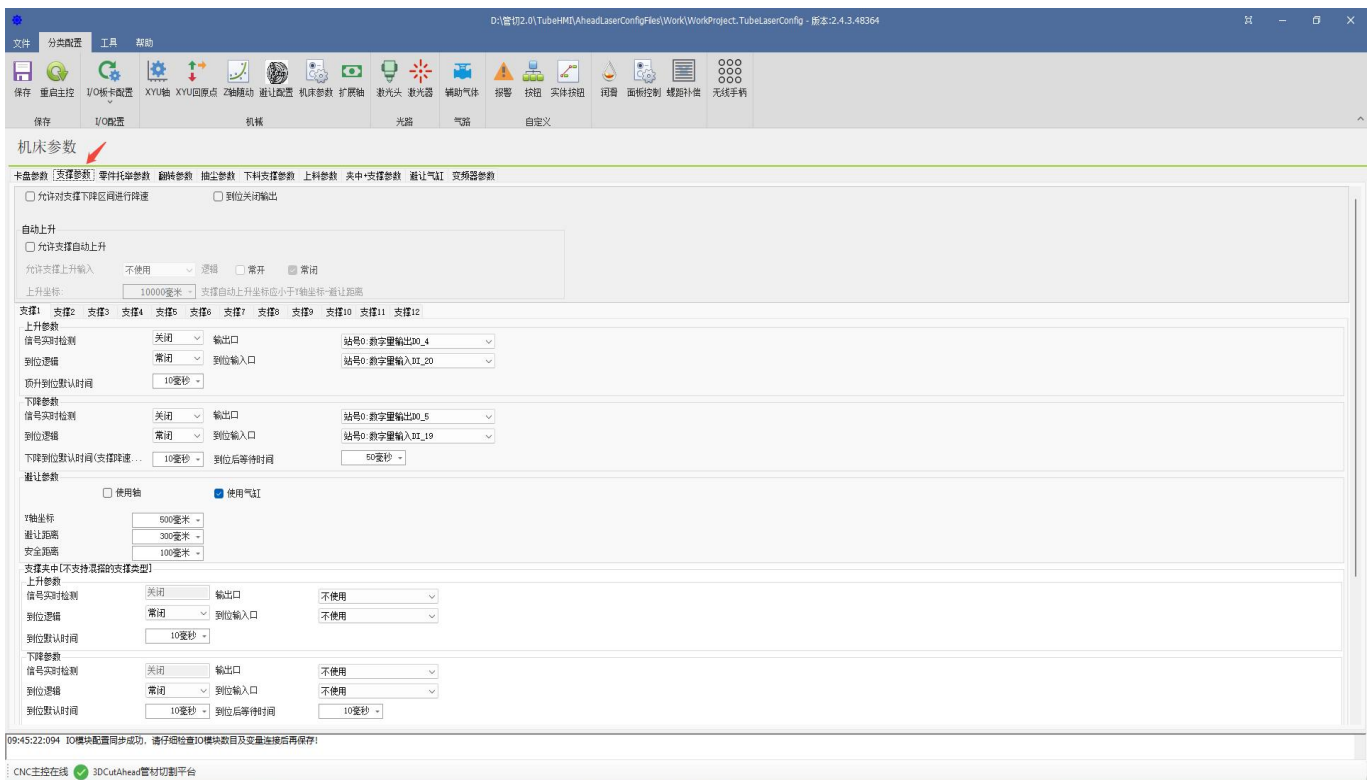 D:\管切2.0\TubeHMI\AheadLaserConfigFiles\Work\WorkProject.TubeLaserConfig - 版本:2.4.3.48364
文件 分类配置 工具 帮助
保存 重启主控 I/O板卡配置 XYU轴 XYU回原点 Z轴随动 避让配置 机床参数 扩展轴 激光头 激光器 辅助气体 报警 按钮 实体按钮 润滑 面板控制 螺距补偿 无线手柄
保存 I/O配置 机械 光路 气路 自定义
机床参数
卡盘参数 支撑参数 零件托举参数 翻转参数 抽尘参数 下料支撑参数 上料参数 夹中+支撑参数 避让气缸 变频器参数
允许对支撑下降区间进行降速 到位关闭输出
自动上升
允许支撑自动上升
允许支撑上升输入 不使用 逻辑 常开 常闭
上升坐标: 10000毫米 支撑自动上升坐标应小于Y轴坐标-避让距离
支撑1 支撑2 支撑3 支撑4 支撑5 支撑6 支撑7 支撑8 支撑9 支撑10 支撑11 支撑12
上升参数
信号实时检测 关闭 输出口 站号0:数字量输出DO_4
到位逻辑 常闭 到位输入口 站号0:数字量输入DI_20
顶升到位默认时间 10毫秒
下降参数
信号实时检测 关闭 输出口 站号0:数字量输出DO_5
到位逻辑 常闭 到位输入口 站号0:数字量输入DI_19
下降到位默认时间(支撑降速... 10毫秒 到位后等待时间 50毫秒
避让参数
使用轴 使用气缸
Y轴坐标 500毫米
避让距离 300毫米
安全距离 100毫米
支撑夹中[不支持混搭的支撑类型]
上升参数
信号实时检测 关闭 输出口 不使用
到位逻辑 常闭 到位输入口 不使用
到位默认时间 10毫秒
下降参数
信号实时检测 关闭 输出口 不使用
到位逻辑 常闭 到位输入口 不使用
到位默认时间 10毫秒 到位后等待时间 10毫秒
09:45:22:094 IO模块配置同步成功, 请仔细检查IO模块数目及变量连接后再保存!
CNC主控在线 3DCutAhead管材切割平台